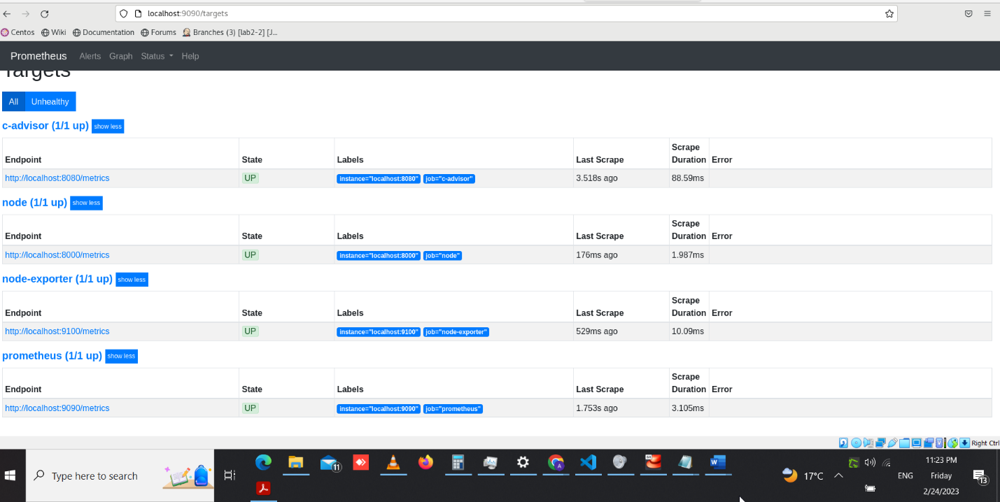 localhost:9090/targets
Centos Wiki Documentation Forums Branches (3) [lab2-2] [J...
Prometheus Alerts Graph Status Help
Targets
All Unhealthy
c-advisor (1/1 up) show less
Endpoint State Labels Last Scrape Scrape Duration Error
http://localhost:8080/metrics UP instance="localhost:8080" job="c-advisor" 3.518s ago 88.59ms
node (1/1 up) show less
Endpoint State Labels Last Scrape Scrape Duration Error
http://localhost:8000/metrics UP instance="localhost:8000" job="node" 176ms ago 1.987ms
node-exporter (1/1 up) show less
Endpoint State Labels Last Scrape Scrape Duration Error
http://localhost:9100/metrics UP instance="localhost:9100" job="node-exporter" 529ms ago 10.09ms
prometheus (1/1 up) show less
Endpoint State Labels Last Scrape Scrape Duration Error
http://localhost:9090/metrics UP instance="localhost:9090" job="prometheus" 1.753s ago 3.105ms
Right Ctrl
Type here to search
11
17°C
ENG
11:23 PM
Friday
2/24/2023
13